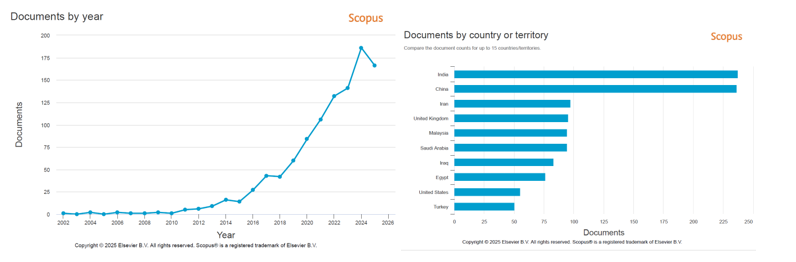 Documents by year
Scopus
200
175
150
125
100
75
50
25
0
Documents
2002 2004 2006 2008 2010 2012 2014 2016 2018 2020 2022 2024 2026
Year
Copyright © 2025 Elsevier B.V. All rights reserved. Scopus® is a registered trademark of Elsevier B.V.
Documents by country or territory
Scopus
Compare the document counts for up to 15 countries/territories.
India
China
Iran
United Kingdom
Malaysia
Saudi Arabia
Iraq
Egypt
United States
Turkey
0 25 50 75 100 125 150 175 200 225 250
Documents
Copyright © 2025 Elsevier B.V. All rights reserved. Scopus® is a registered trademark of Elsevier B.V.